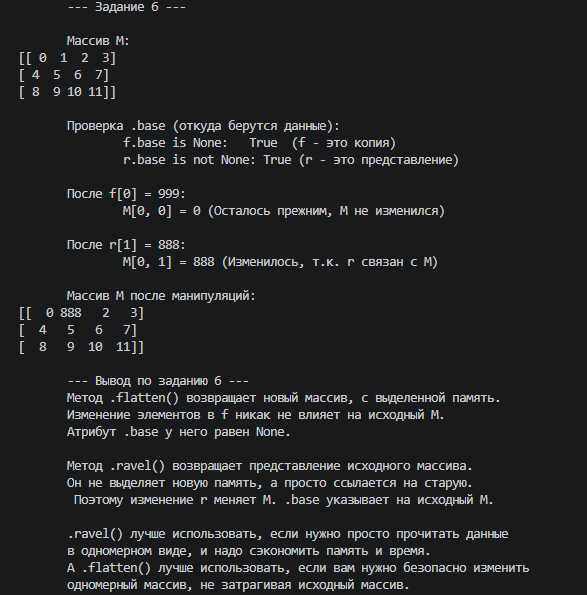 --- Задание 6 ---
Массив M:
[[ 0  1  2  3]
[ 4  5  6  7]
[ 8  9 10 11]]
Проверка .base (откуда берутся данные):
f.base is None:   True  (f - это копия)
r.base is not None: True (r - это представление)
После f[0] = 999:
M[0, 0] = 0 (Осталось прежним, M не изменился)
После r[1] = 888:
M[0, 1] = 888 (Изменилось, т.к. r связан с M)
Массив M после манипуляций:
[[  0 888   2   3]
[  4   5   6   7]
[  8   9  10  11]]
--- Вывод по заданию 6 ---
Метод .flatten() возвращает новый массив, с выделенной память.
Изменение элементов в f никак не влияет на исходный M.
Атрибут .base у него равен None.
Метод .ravel() возвращает представление исходного массива.
Он не выделяет новую память, а просто ссылается на старую.
Поэтому изменение r меняет M. .base указывает на исходный M.
.ravel() лучше использовать, если нужно просто прочитать данные
в одномерном виде, и надо сэкономить память и время.
А .flatten() лучше использовать, если вам нужно безопасно изменить
одномерный массив, не затрагивая исходный массив.